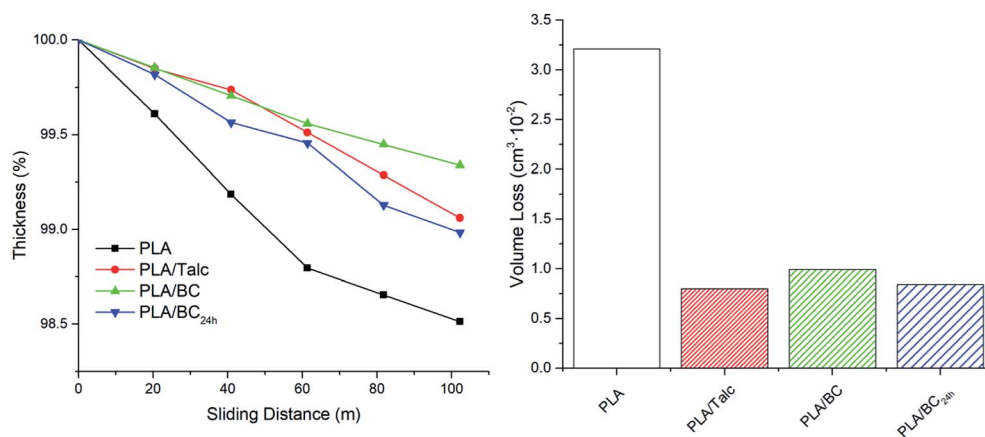 100.0
99.5
99.0
98.5
Thickness (%)
PLA
PLA/Talc
PLA/BC
PLA/BC24h
0
20
40
60
80
100
Sliding Distance (m)
3.5
3.0
2.5
2.0
1.5
1.0
0.5
0.0
Volume Loss (cm³·10⁻²)
PLA
PLA/Talc
PLA/BC
PLA/BC24h